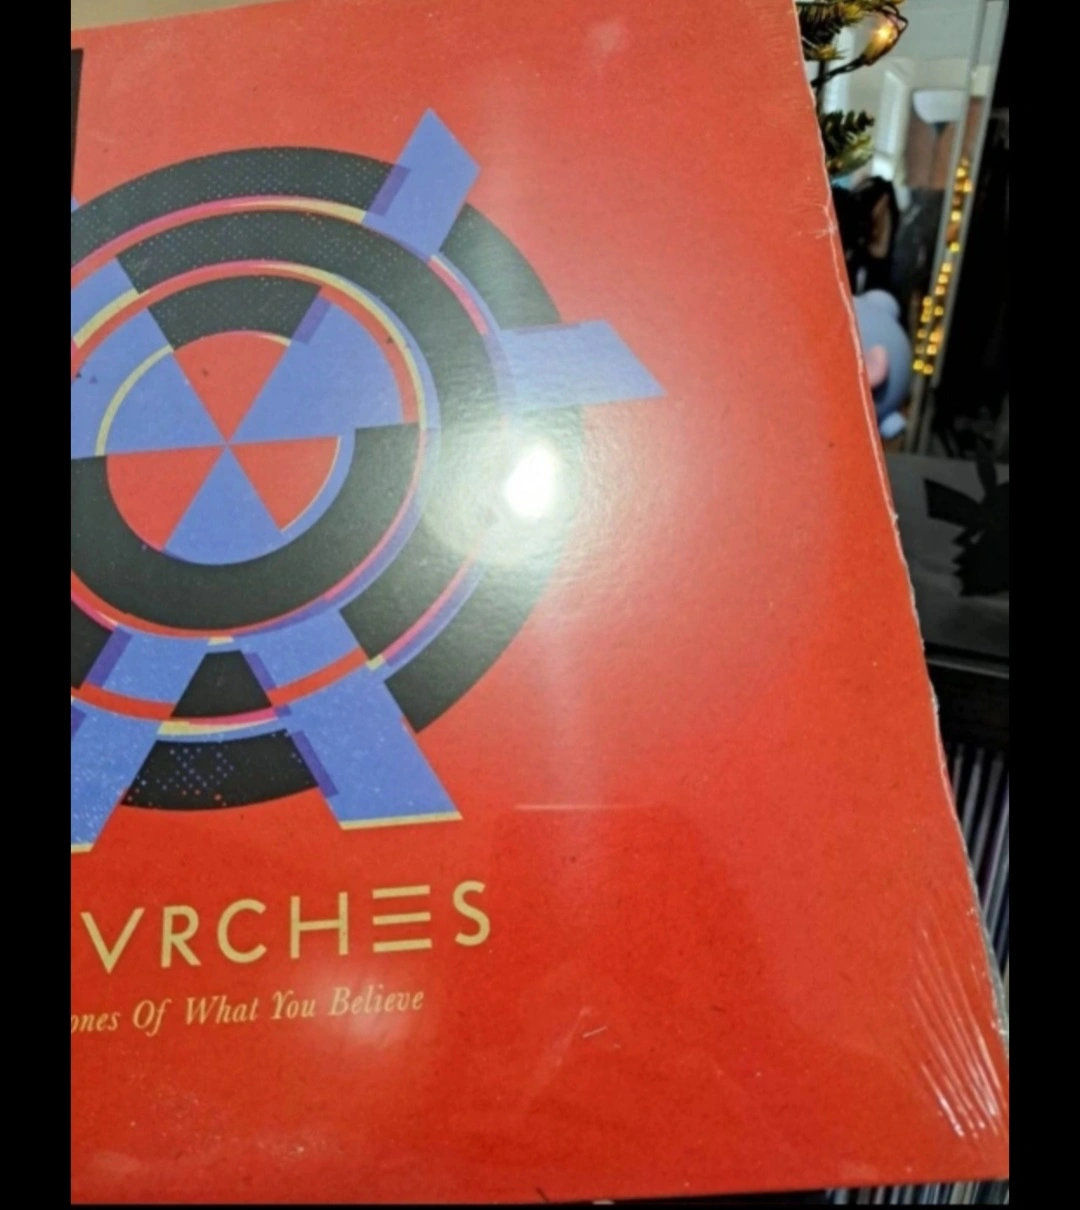 VRCHES
ones Of What You Believe